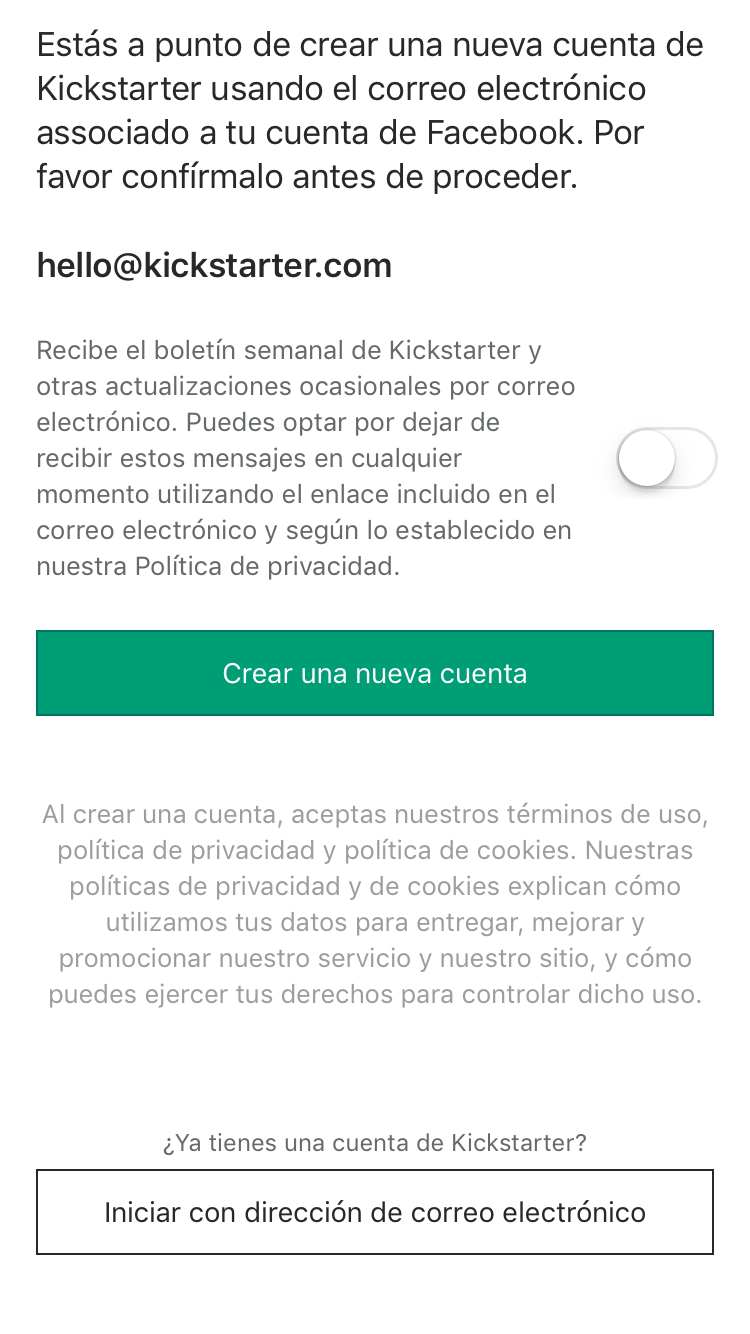 Estás a punto de crear una nueva cuenta de
Kickstarter usando el correo electrónico
associado a tu cuenta de Facebook. Por
favor confírmalo antes de proceder.
hello@kickstarter.com
Recibe el boletín semanal de Kickstarter y
otras actualizaciones ocasionales por correo
electrónico. Puedes optar por dejar de
recibir estos mensajes en cualquier
momento utilizando el enlace incluido en el
correo electrónico y según lo establecido en
nuestra Política de privacidad.
Crear una nueva cuenta
Al crear una cuenta, aceptas nuestros términos de uso,
política de privacidad y política de cookies. Nuestras
políticas de privacidad y de cookies explican cómo
utilizamos tus datos para entregar, mejorar y
promocionar nuestro servicio y nuestro sitio, y cómo
puedes ejercer tus derechos para controlar dicho uso.
¿Ya tienes una cuenta de Kickstarter?
Iniciar con dirección de correo electrónico